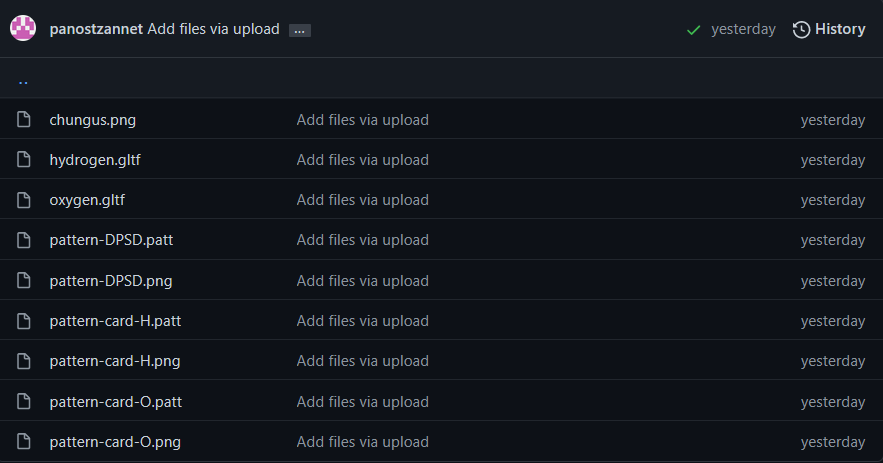 panostzannet Add files via upload ... yesterday History
..
chungus.png Add files via upload yesterday
hydrogen.gltf Add files via upload yesterday
oxygen.gltf Add files via upload yesterday
pattern-DPSD.patt Add files via upload yesterday
pattern-DPSD.png Add files via upload yesterday
pattern-card-H.patt Add files via upload yesterday
pattern-card-H.png Add files via upload yesterday
pattern-card-O.patt Add files via upload yesterday
pattern-card-O.png Add files via upload yesterday